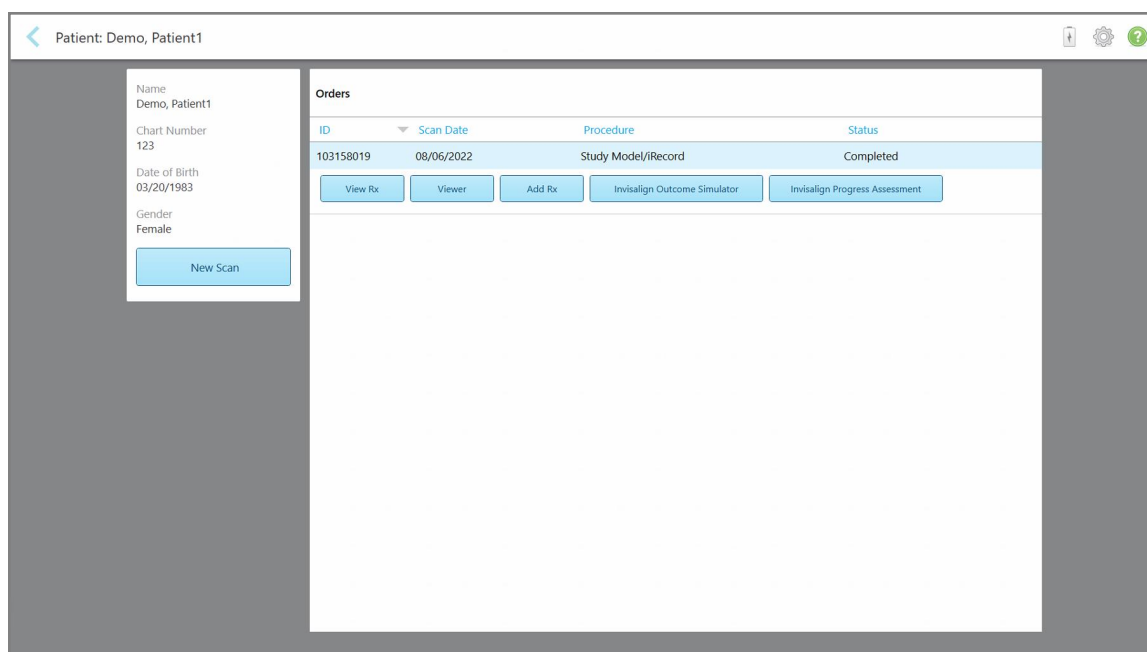 Patient: Demo, Patient1
?
Name
Demo, Patient1
Chart Number
123
Date of Birth
03/20/1983
Gender
Female
New Scan
Orders
ID Scan Date Procedure Status
103158019 08/06/2022 Study Model/iRecord Completed
View Rx Viewer Add Rx Invisalign Outcome Simulator Invisalign Progress Assessment